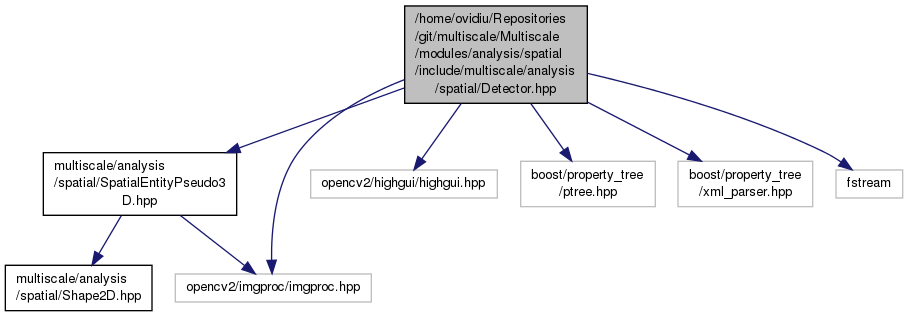 /home/ovidiu/Repositories
/git/multiscale/Multiscale
/modules/analysis/spatial
/include/multiscale/analysis
/spatial/Detector.hpp
multiscale/analysis
/spatial/SpatialEntityPseudo3
D.hpp
opencv2/highgui/highgui.hpp
boost/property_tree
/ptree.hpp
boost/property_tree
/xml_parser.hpp
fstream
multiscale/analysis
/spatial/Shape2D.hpp
opencv2/imgproc/imgproc.hpp